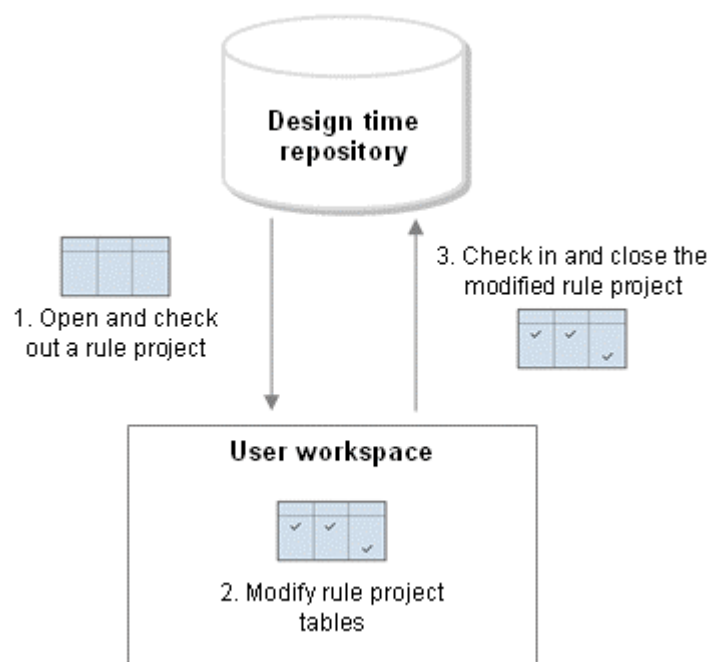 Design time
repository
1. Open and check
out a rule project
3. Check in and close the
modified rule project
User workspace
2. Modify rule project
tables